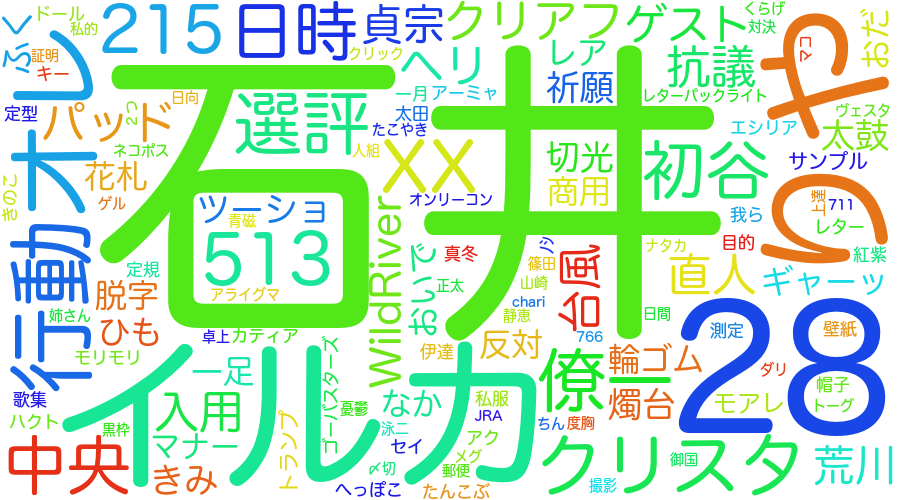 ドール
私的
215
日時
貞宗
クリアフ
ゲスト
くらげ
対決
コマ
おだ
ふく
証明
キー
オレ
クリック
ヘリ
レア
抗議
やり
定型
パッド
2つ
日向
選評
一月
アーミャ
祈願
レターパックライト
ヴェスタ
太田
たこやき
エシリア
太鼓
ネコポス
人組
XX
切光
初谷
サンプル
石井
花札
ゲル
オンリーコン
商用
711
きのこ
ツーショ
我ら
上達
レター
青磁
513
WildRiver
おいで
真冬
ノシ
篠田
台風
ナタカ
目的
紅紫
行動
定規
正太
山崎
直人
ギャーッ
脱字
アライグマ
chari
日間
28
姉さん
ひも
卓上
カティア
静恵
766
測定
壁紙
モリモリ
イルカ
ゴーバスターズ
伊達
反対
僚一
輪ゴム
ダリ
一足
帽子
歌集
入用
憂鬱
なか
私服
燭台
モアレ
トーグ
ハクト
黒枠
トランプ
泳二
JRA
ちん
度胸
中央
マナー
セイ
アク
クリスタ
荒川
きみ
〆切
メグ
郵便
御国
へっぽこ
たんこぶ
撮影